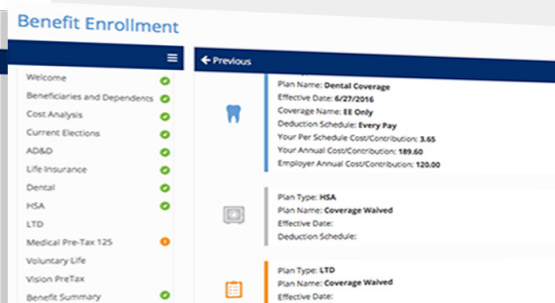 Benefit Enrollment
Welcome
Beneficiaries and Dependents
Cost Analysis
Current Elections
AD&D
Life Insurance
Dental
HSA
LTD
Medical Pre-Tax 125
Voluntary Life
Vision PreTax
Benefit Summary
Previous
Plan Name: Dental Coverage
Effective Date: 6/27/2016
Coverage Name: EE Only
Deduction Schedule: Every Pay
Your Per Schedule Cost/Contribution: 3.65
Your Annual Cost/Contribution: 189.60
Employer Annual Cost/Contribution: 120.00
Plan Type: HSA
Plan Name: Coverage Waived
Effective Date:
Deduction Schedule:
Plan Type: LTD
Plan Name: Coverage Waived
Effective Date: